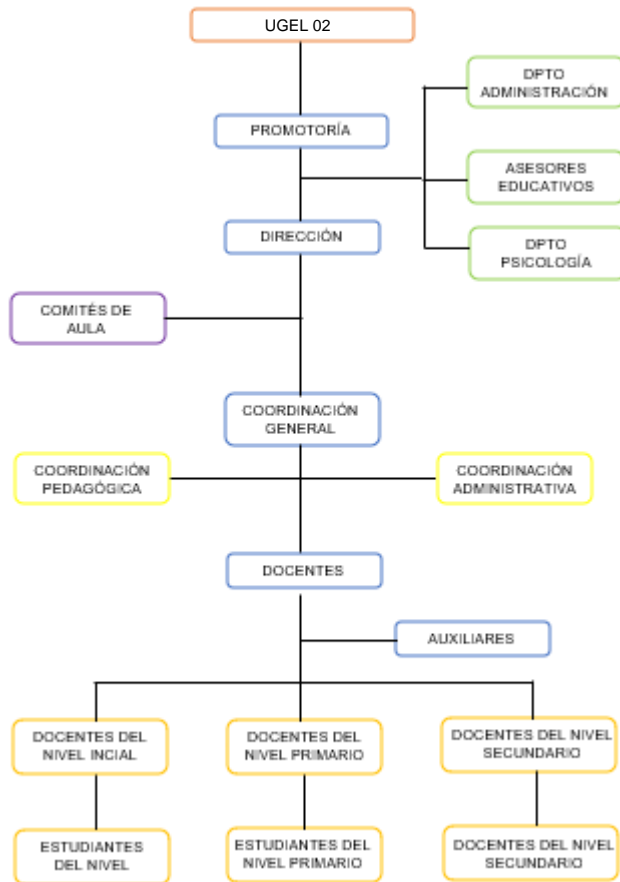 UGEL 02
DPTO
ADMINISTRACIÓN
PROMOTORÍA
ASESORES
EDUCATIVOS
DIRECCIÓN
DPTO
PSICOLOGÍA
COMITÉS DE
AULA
COORDINACIÓN
GENERAL
COORDINACIÓN
PEDAGÓGICA
COORDINACIÓN
ADMINISTRATIVA
DOCENTES
AUXILIARES
DOCENTES DEL
NIVEL INCIAL
DOCENTES DEL
NIVEL PRIMARIO
DOCENTES DEL NIVEL
SECUNDARIO
ESTUDIANTES
DEL NIVEL
ESTUDIANTES DEL
NIVEL PRIMARIO
DOCENTES DEL NIVEL
SECUNDARIO